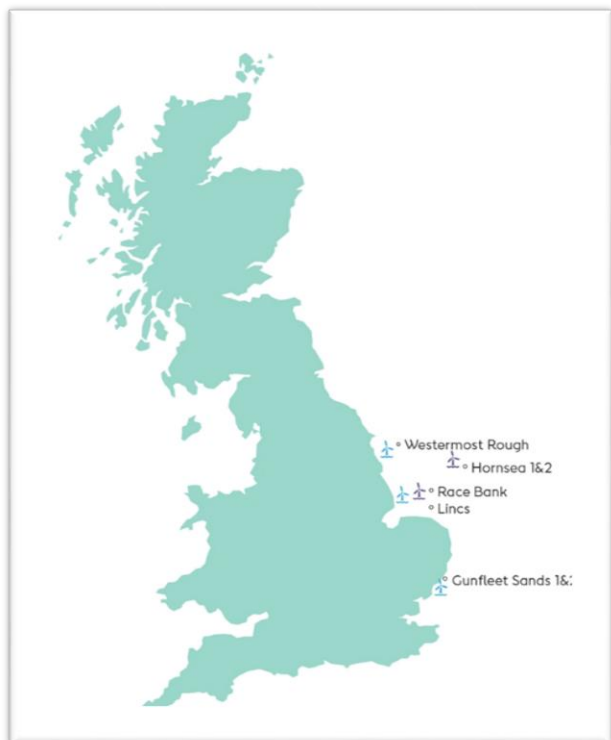 Westermost Rough
Hornsea 1&2
Race Bank
Lincs
Gunfleet Sands 1&